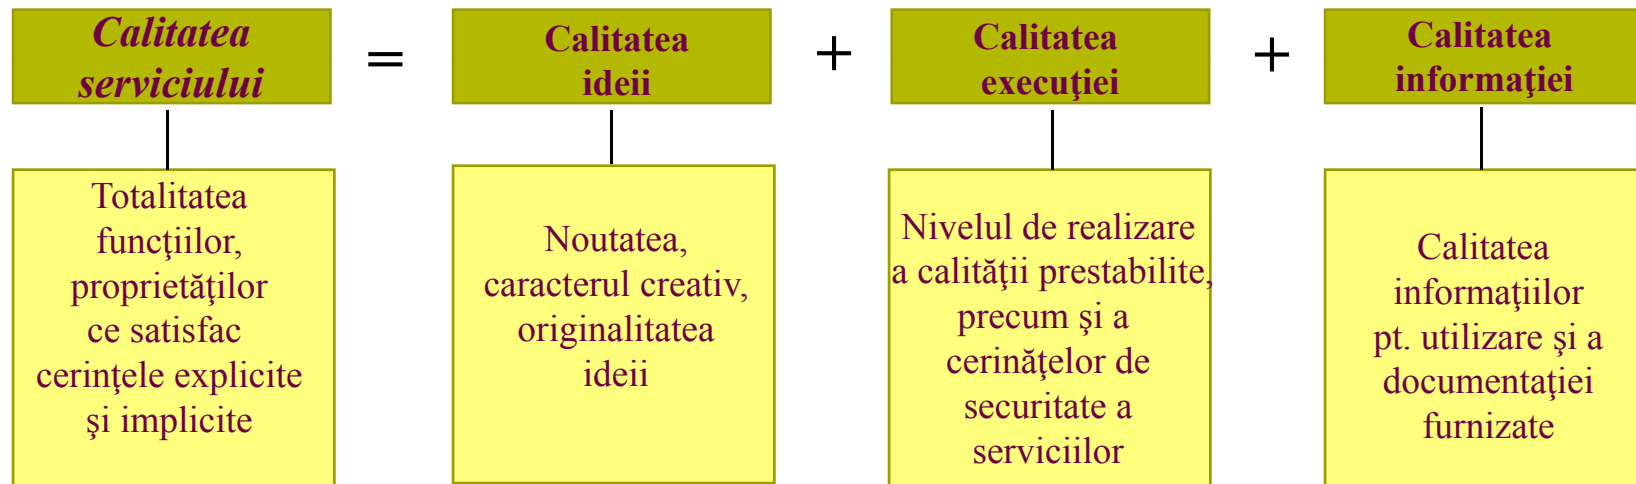 Calitatea
serviciului
=
Calitatea
ideii
+
Calitatea
execuţiei
+
Calitatea
informaţiei
Totalitatea
funcţiilor,
proprietăţilor
ce satisfac
cerinţele explicite
şi implicite
Noutatea,
caracterul creativ,
originalitatea
ideii
Nivelul de realizare
a calităţii prestabilite,
precum şi a
cerinăţelor de
securitate a
serviciilor
Calitatea
informaţiilor
pt. utilizare şi a
documentaţiei
furnizate